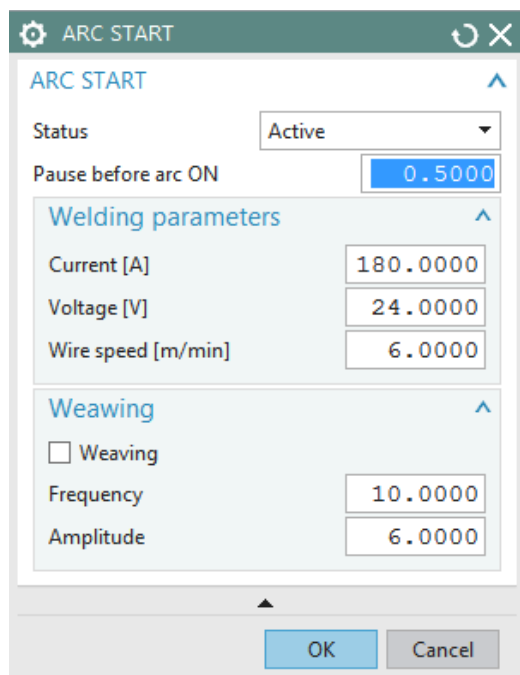 ARC START
ARC START
Status Active
Pause before arc ON 0.5000
Welding parameters
Current [A] 180.0000
Voltage [V] 24.0000
Wire speed [m/min] 6.0000
Weawing
Weaving
Frequency 10.0000
Amplitude 6.0000
OK Cancel